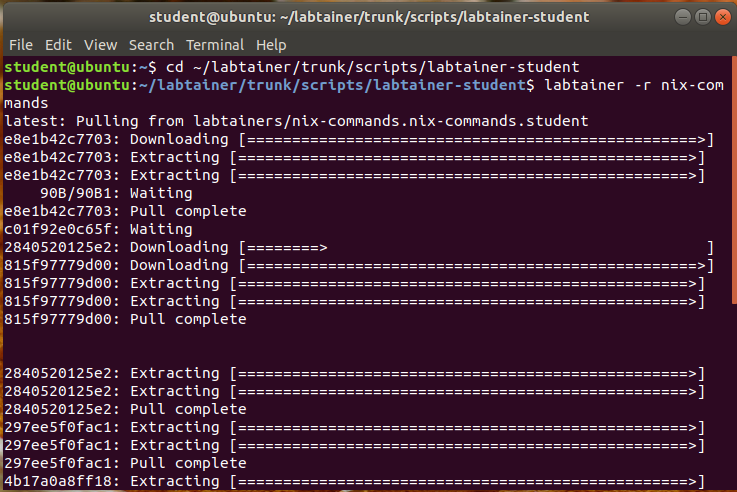 student@ubuntu: ~/labtainer/trunk/scripts/labtainer-student
File Edit View Search Terminal Help
student@ubuntu:~$ cd ~/labtainer/trunk/scripts/labtainer-student
student@ubuntu:~/labtainer/trunk/scripts/labtainer-student$ labtainer -r nix-com
mands
latest: Pulling from labtainers/nix-commands.nix-commands.student
e8e1b42c7703: Downloading [==================================================>]
e8e1b42c7703: Extracting [==================================================>]
e8e1b42c7703: Extracting [==================================================>]
    90B/90B1: Waiting
e8e1b42c7703: Pull complete
c01f92e0c65f: Waiting
2840520125e2: Downloading [========>                                          ]
815f97779d00: Downloading [==================================================>]
815f97779d00: Extracting [==================================================>]
815f97779d00: Extracting [==================================================>]
815f97779d00: Pull complete
2840520125e2: Extracting [==================================================>]
2840520125e2: Extracting [==================================================>]
2840520125e2: Pull complete
297ee5f0fac1: Extracting [==================================================>]
297ee5f0fac1: Extracting [==================================================>]
297ee5f0fac1: Pull complete
4b17a0a8ff18: Extracting [==================================================>]